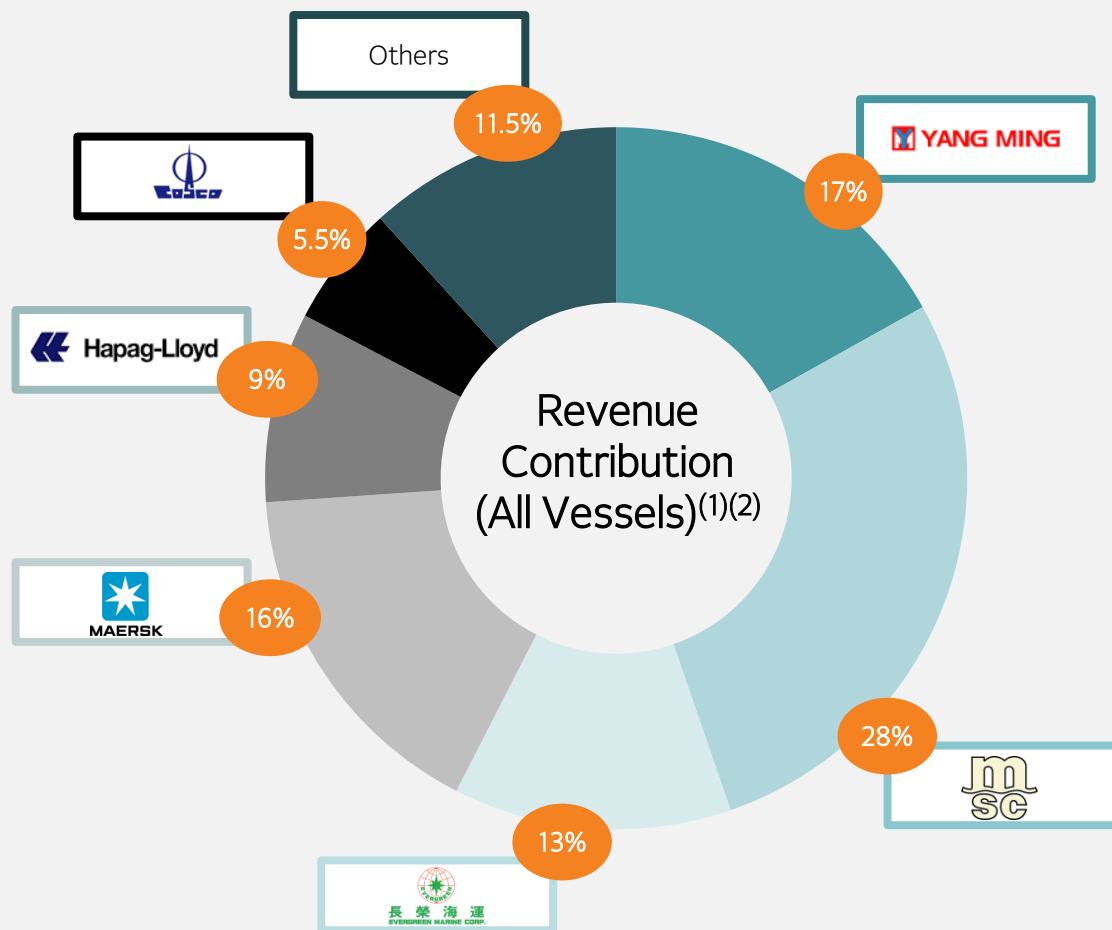 Others
11.5%
YANG MING
17%
COSCO
5.5%
Hapag-Lloyd
9%
Revenue
Contribution
(All Vessels)(1)(2)
MAERSK
16%
28%
msc
13%
EVERGREEN
長榮海運
EVERGREEN MARINE CORP.